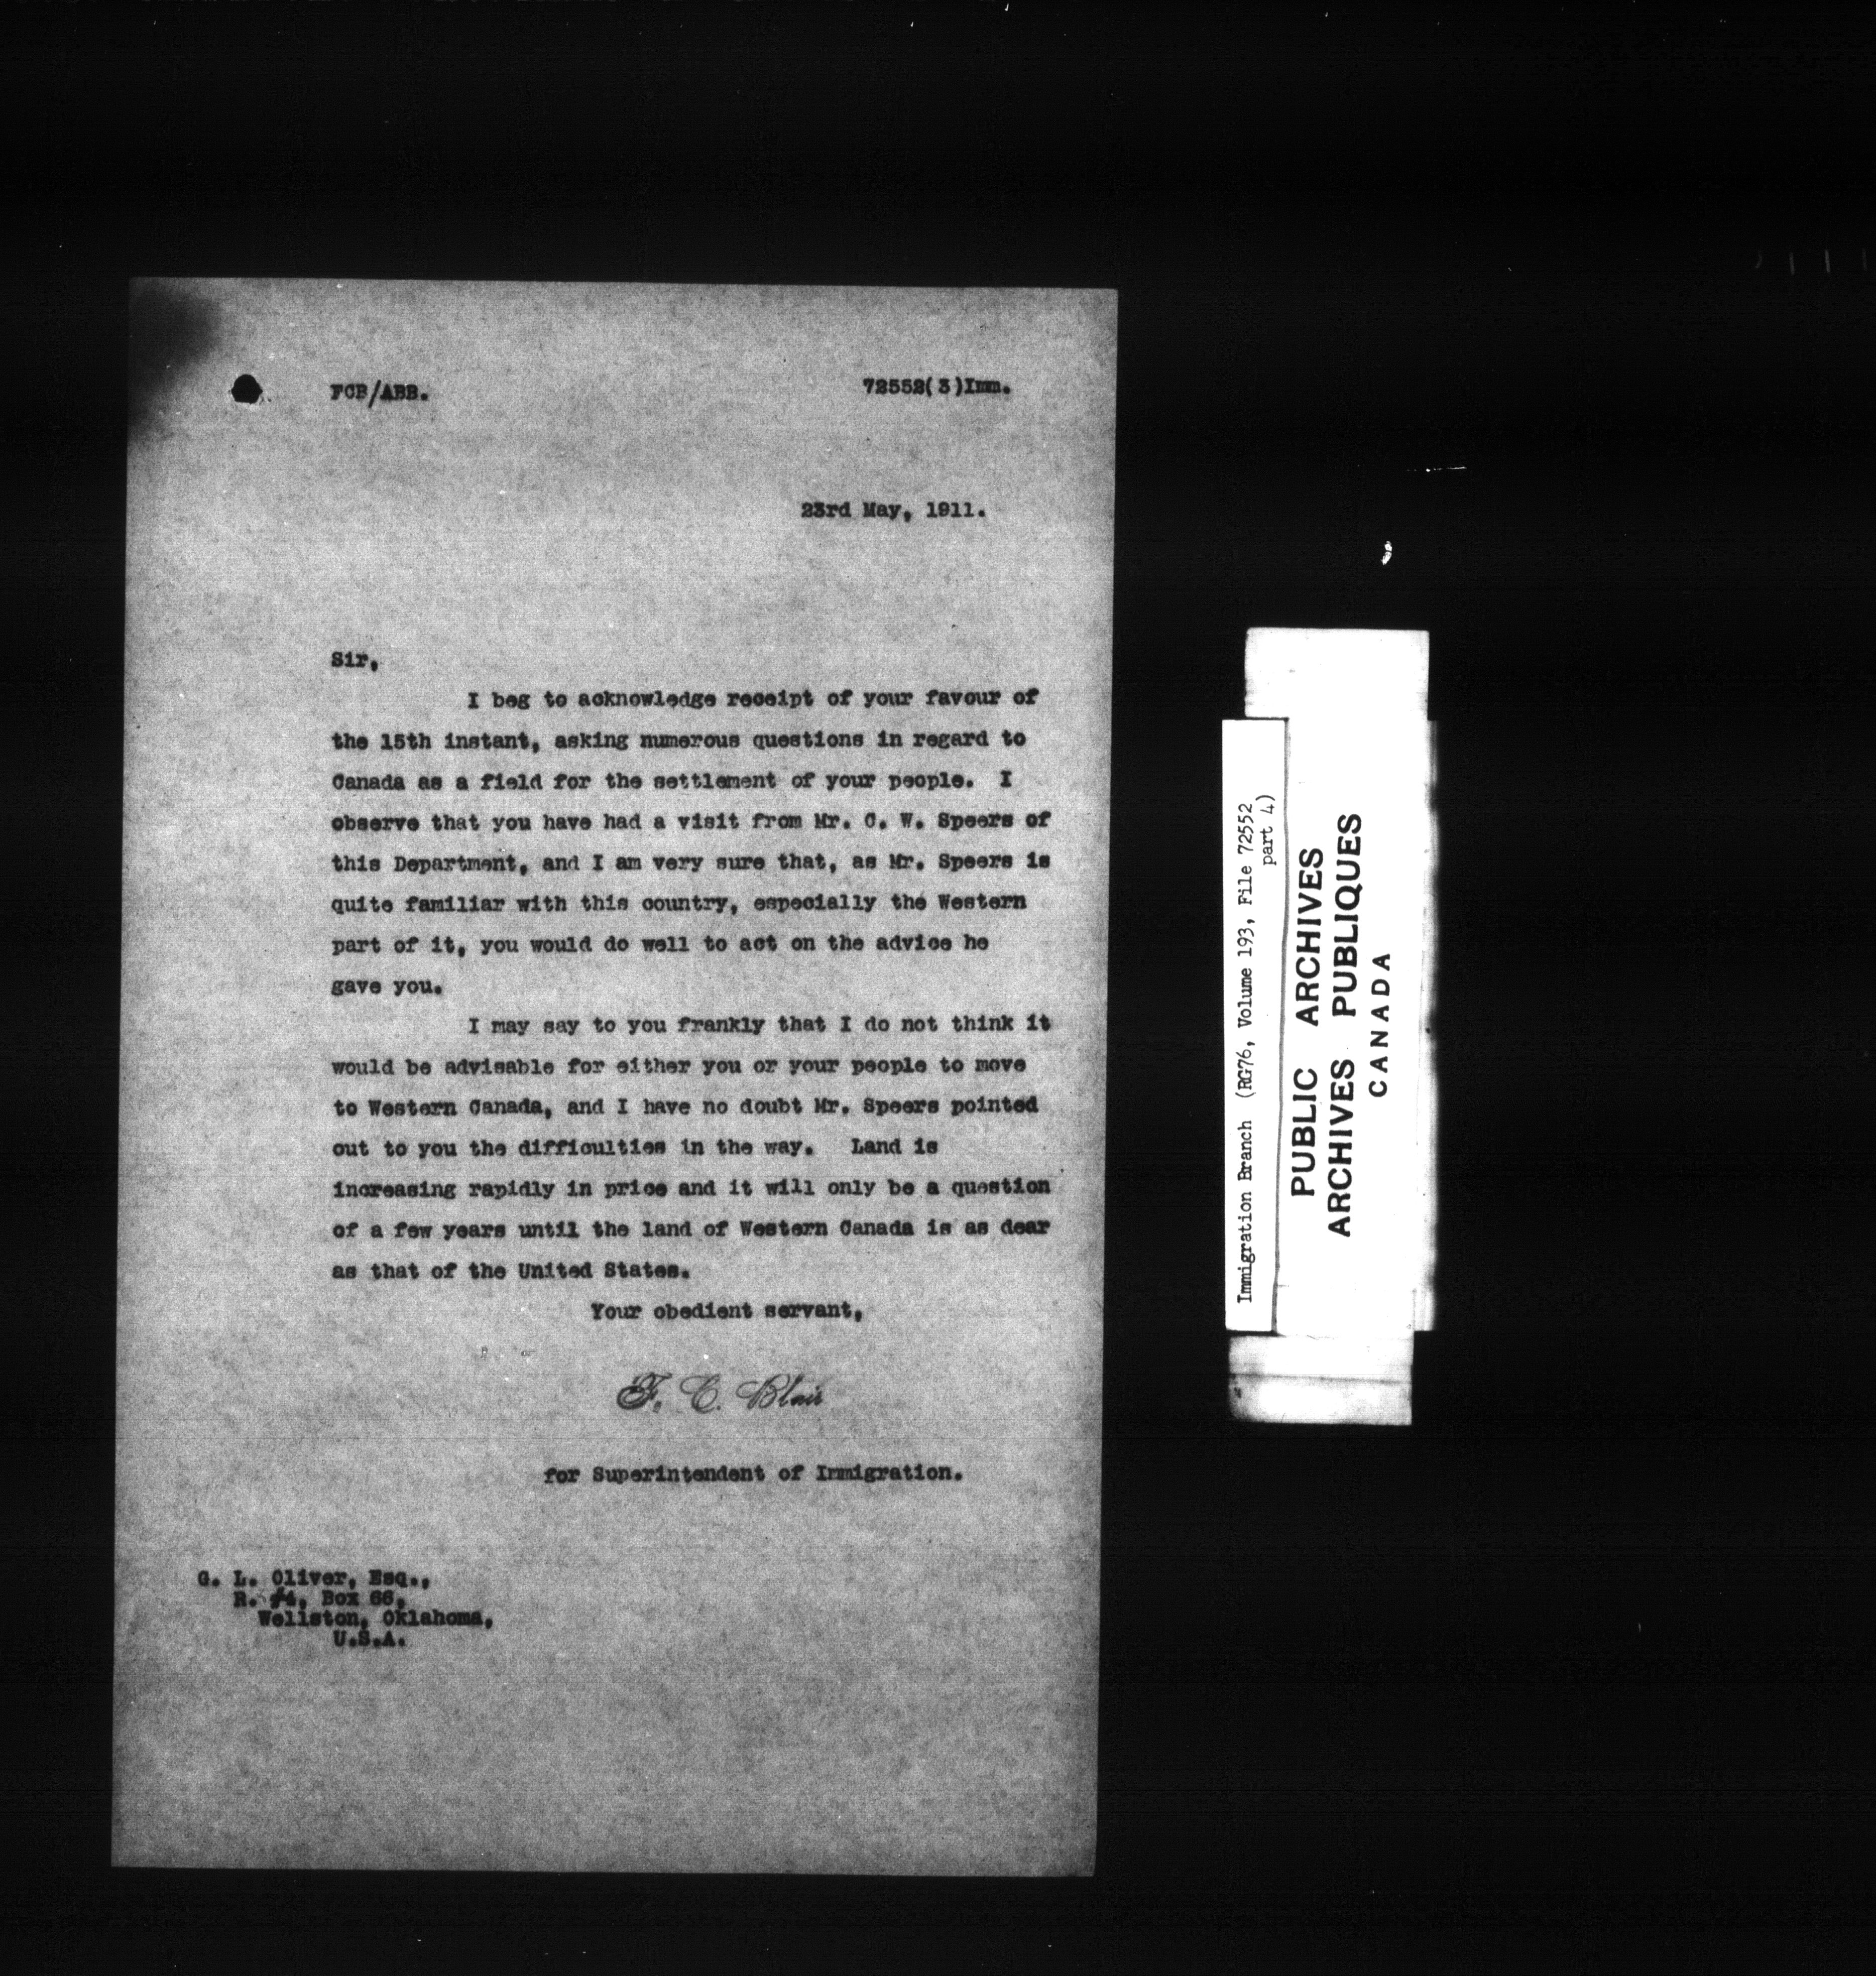 FCB/ABB.
72552(3)Imm.
23rd May, 1911.
Sir,
I beg to acknowledge receipt of your favour of
the 15th instant, asking numerous questions in regard to
Canada as a field for the settlement of your people. I
observe that you have had a visit from Mr. C. W. Speers of
this Department, and I am very sure that, as Mr. Speers is
quite familiar with this country, especially the Western
part of it, you would do well to act on the advice he
gave you.
I may say to you frankly that I do not think it
would be advisable for either you or your people to move
to Western Canada, and I have no doubt Mr. Speers pointed
out to you the difficulties in the way. Land is
increasing rapidly in price and it will only be a question
of a few years until the land of Western Canada is as dear
as that of the United States.
Your obedient servant,
F. C. Blair
for Superintendent of Immigration.
G. L. Oliver, Esq.,
R. #4, Box 66,
Wellston, Oklahoma,
U.S.A.
Immigration Branch (RG76, Volume 193, File 72552
part 4)
PUBLIC ARCHIVES
ARCHIVES PUBLIQUES
CANADA